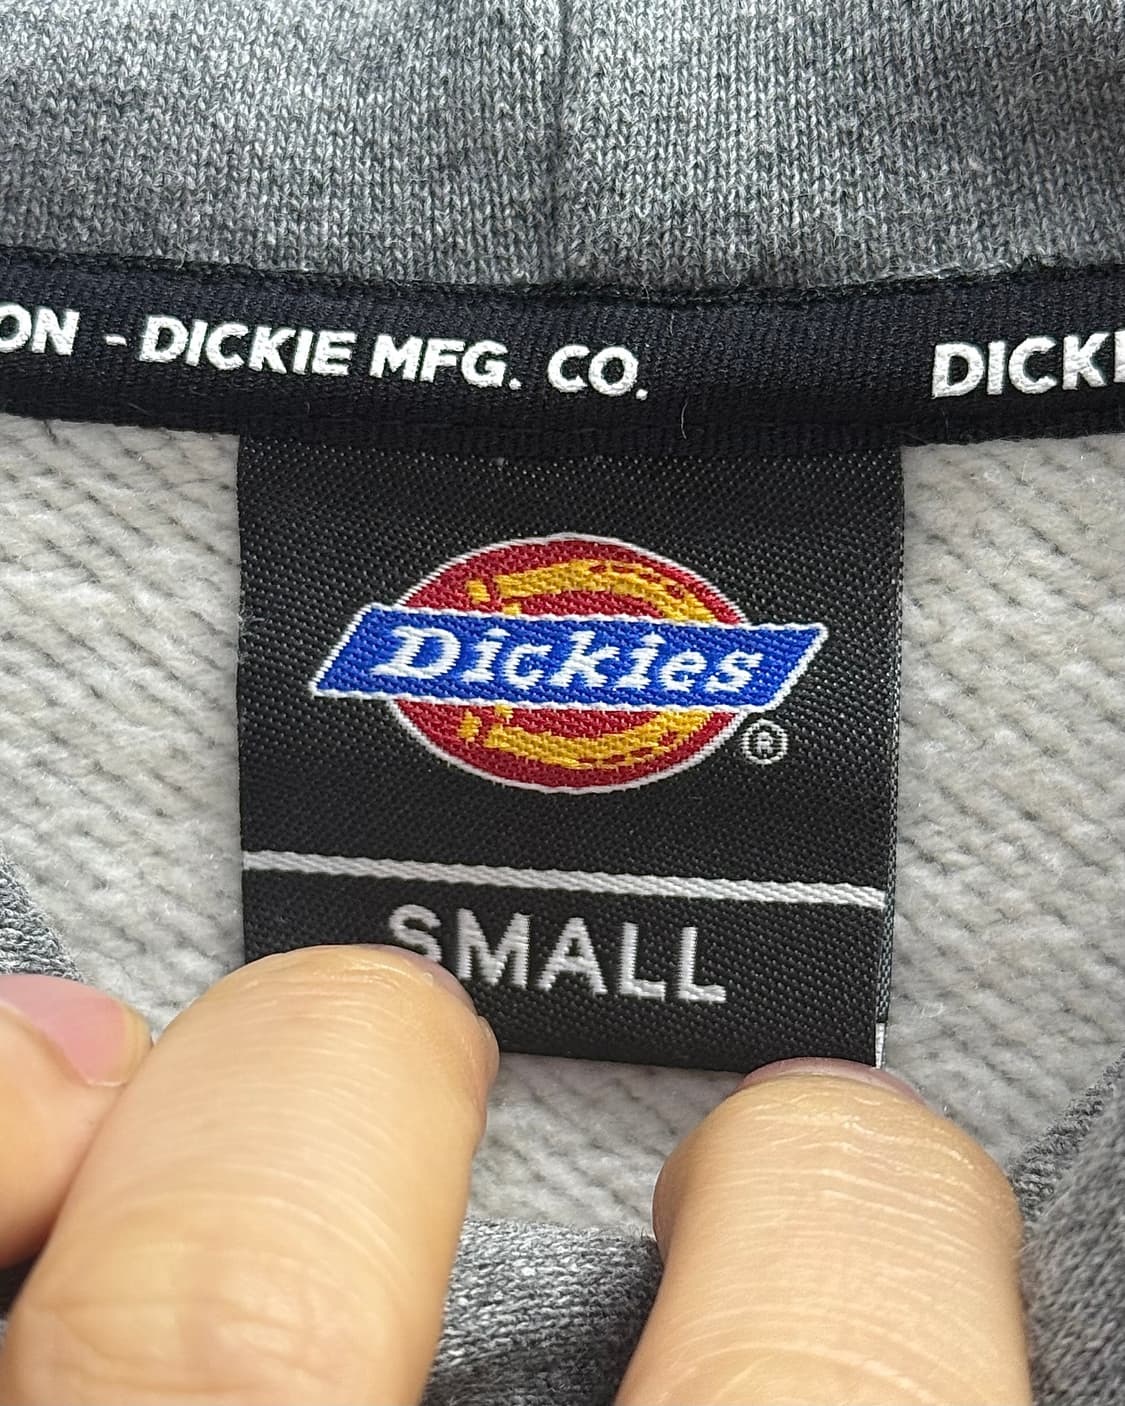 ON - DICKIE MFG. CO. DICKI
Dickies
®
SMALL